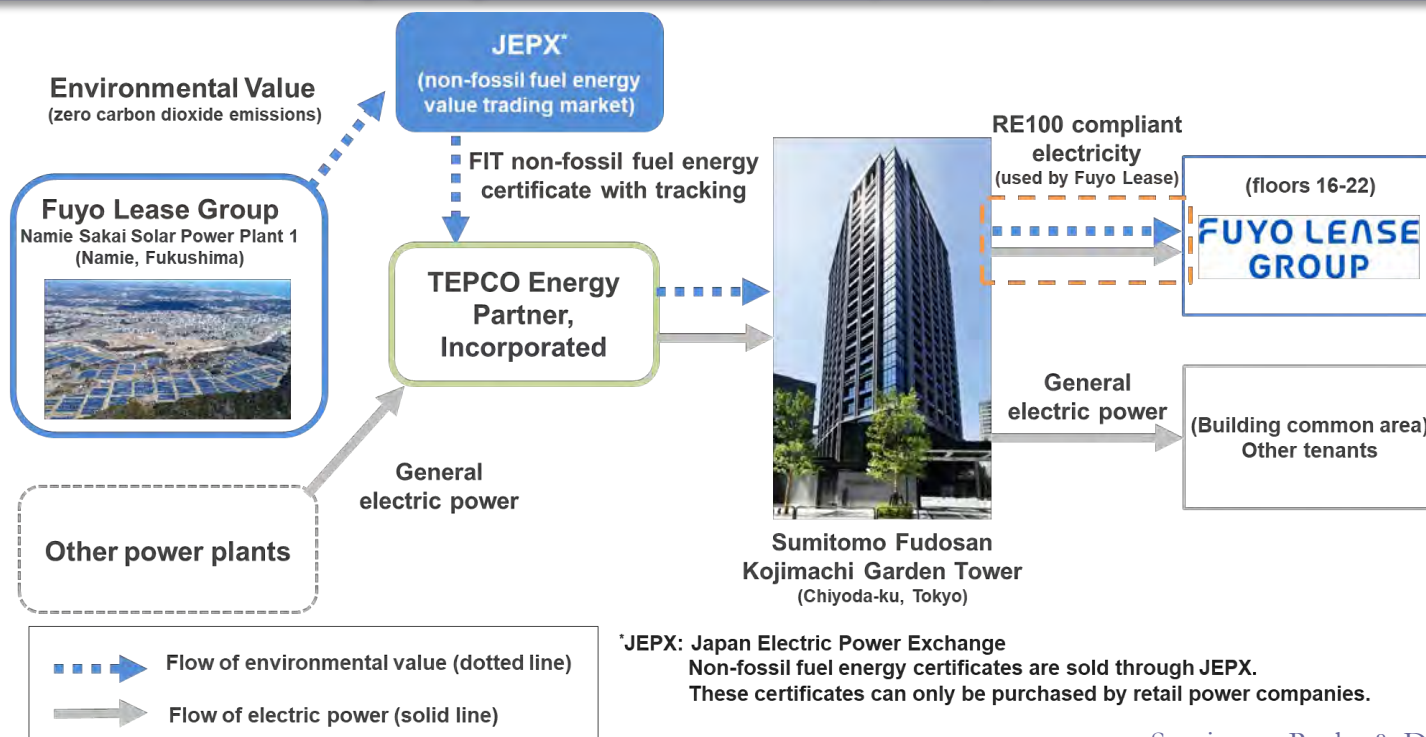 JEPX*
(non-fossil fuel energy
value trading market)
Environmental Value
(zero carbon dioxide emissions)
FIT non-fossil fuel energy
certificate with tracking
Fuyo Lease Group
Namie Sakai Solar Power Plant 1
(Namie, Fukushima)
TEPCO Energy
Partner,
Incorporated
RE100 compliant
electricity
(used by Fuyo Lease)
(floors 16-22)
FUYO LEASE
GROUP
General
electric power
(Building common area)
Other tenants
General
electric power
Other power plants
Sumitomo Fudosan
Kojimachi Garden Tower
(Chiyoda-ku, Tokyo)
Flow of environmental value (dotted line)
Flow of electric power (solid line)
*JEPX: Japan Electric Power Exchange
Non-fossil fuel energy certificates are sold through JEPX.
These certificates can only be purchased by retail power companies.